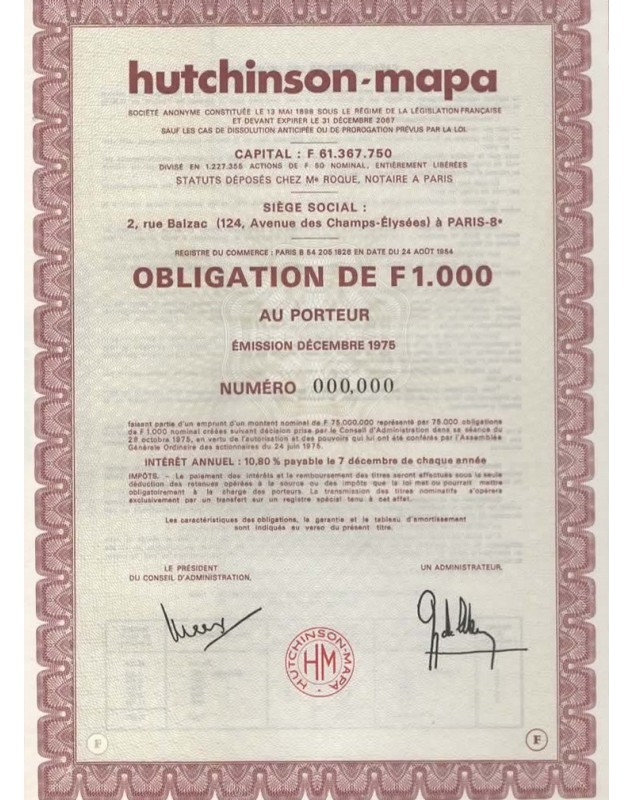 hutchinson-mapa
SOCIÉTÉ ANONYME CONSTITUÉE LE 13 MAI 1898 SOUS LE RÉGIME DE LA LÉGISLATION FRANÇAISE
ET DEVANT EXPIRER LE 31 DÉCEMBRE 2067
SAUF LES CAS DE DISSOLUTION ANTICIPÉE OU DE PROROGATION PRÉVUS PAR LA LOI.
CAPITAL : F 61.367.750
DIVISÉ EN 1.227.355 ACTIONS DE F 50 NOMINAL, ENTIÈREMENT LIBÉRÉES
STATUTS DÉPOSÉS CHEZ Me ROQUE, NOTAIRE A PARIS
SIÈGE SOCIAL :
2, rue Balzac (124, Avenue des Champs-Élysées) à PARIS-8e
REGISTRE DU COMMERCE : PARIS B 54 205 1926 EN DATE DU 24 AOÛT 1954
OBLIGATION DE F 1.000
AU PORTEUR
ÉMISSION DÉCEMBRE 1975
NUMÉRO 000,000
faisant partie d'un emprunt d'un montant nominal de F 75.000.000 représenté par 75.000 obligations
de F 1.000 nominal créées suivant décision prise par le Conseil d'Administration dans sa séance du
28 octobre 1975, en vertu de l'autorisation et des pouvoirs qui lui ont été conférés par l'Assemblée
Générale Ordinaire des actionnaires du 24 juin 1975.
INTÉRÊT ANNUEL : 10,80 % payable le 7 décembre de chaque année
IMPÔTS. - Le paiement des intérêts et le remboursement des titres seront effectués sous la seule
déduction des retenues opérées à la source ou des impôts que la loi met ou pourrait mettre
obligatoirement à la charge des porteurs. La transmission des titres nominatifs s'opérera
exclusivement par un transfert sur un registre spécial tenu à cet effet.
Les caractéristiques des obligations, la garantie et le tableau d'amortissement
sont indiqués au verso du présent titre.
LE PRÉSIDENT
DU CONSEIL D'ADMINISTRATION,
UN ADMINISTRATEUR,
HUTCHINSON-MAPA
HM
F
F